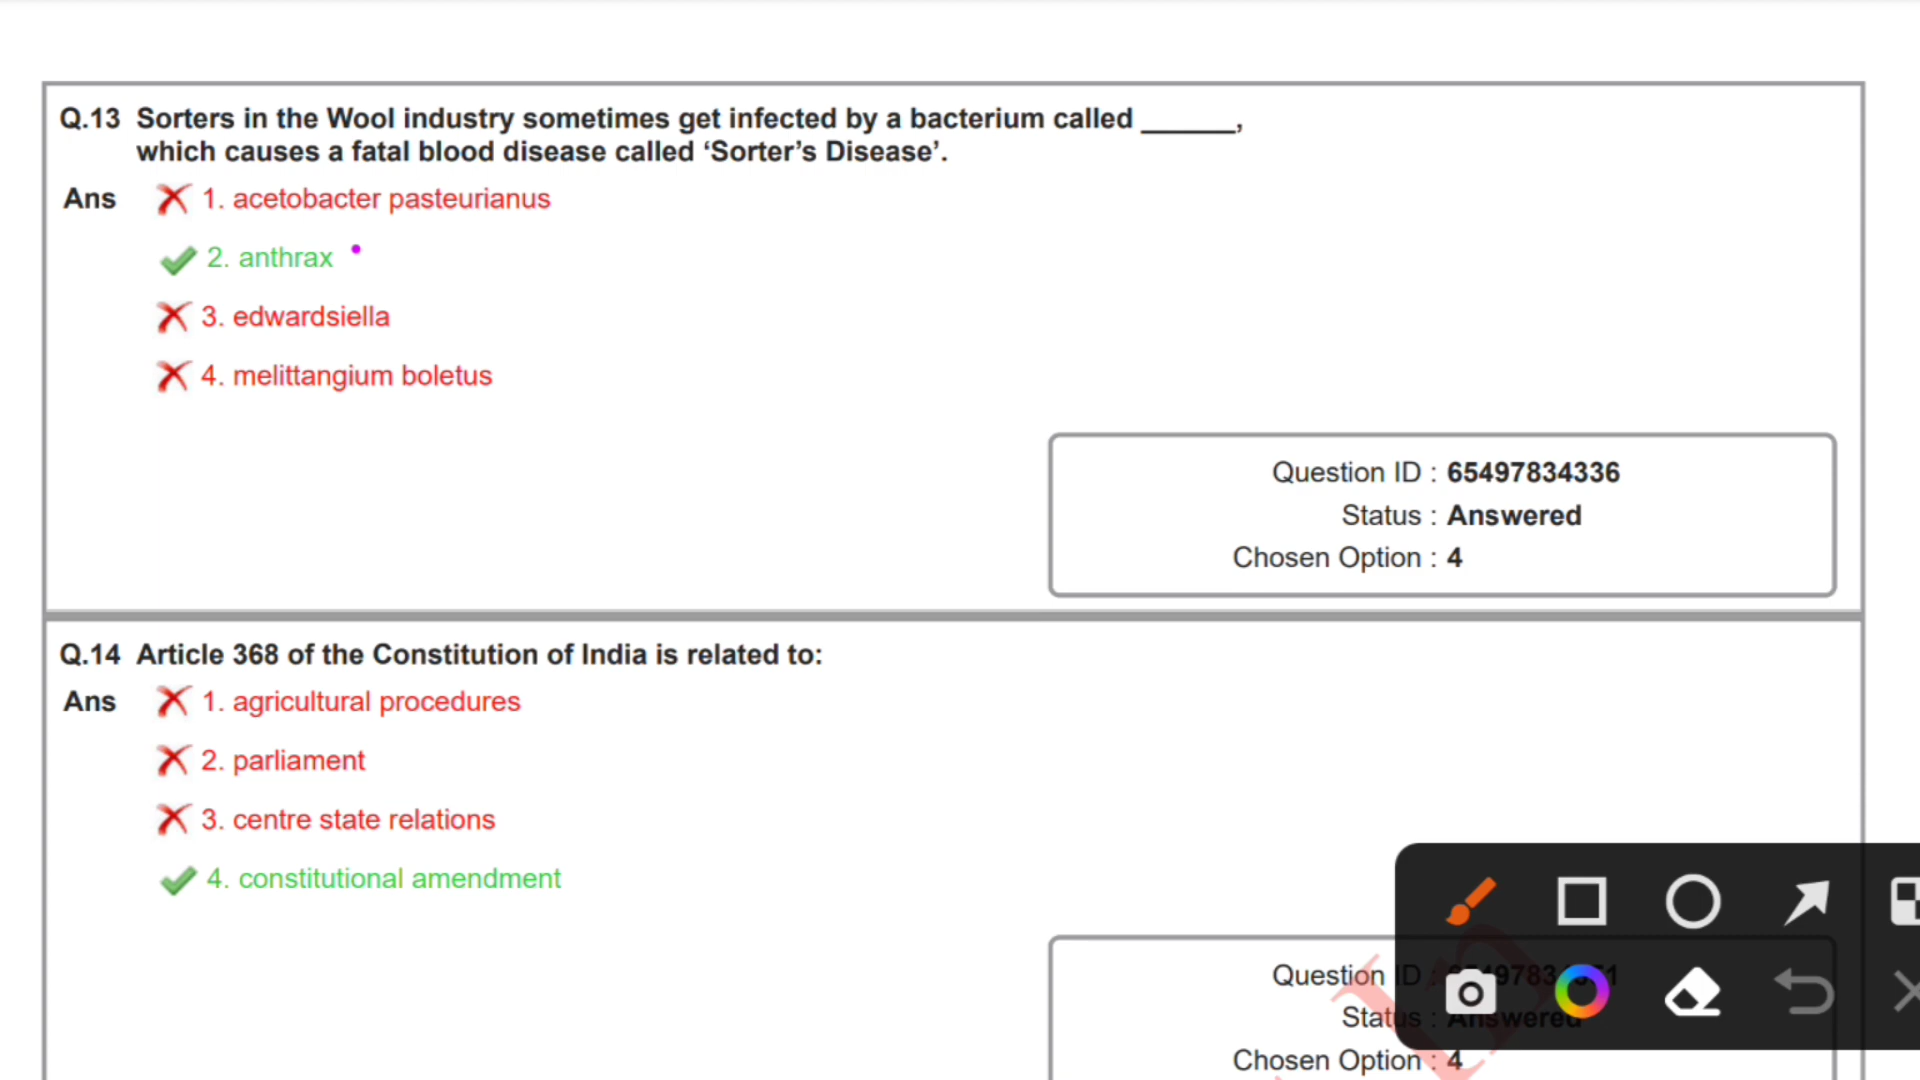 Q.13 Sorters in the Wool industry sometimes get infected by a bacterium called ______,
which causes a fatal blood disease called ‘Sorter’s Disease’.
Ans 1. acetobacter pasteurianus
2. anthrax
3. edwardsiella
4. melittangium boletus
Question ID : 65497834336
Status : Answered
Chosen Option : 4
Q.14 Article 368 of the Constitution of India is related to:
Ans 1. agricultural procedures
2. parliament
3. centre state relations
4. constitutional amendment
Question ID :
Status : Answered
Chosen Option : 4